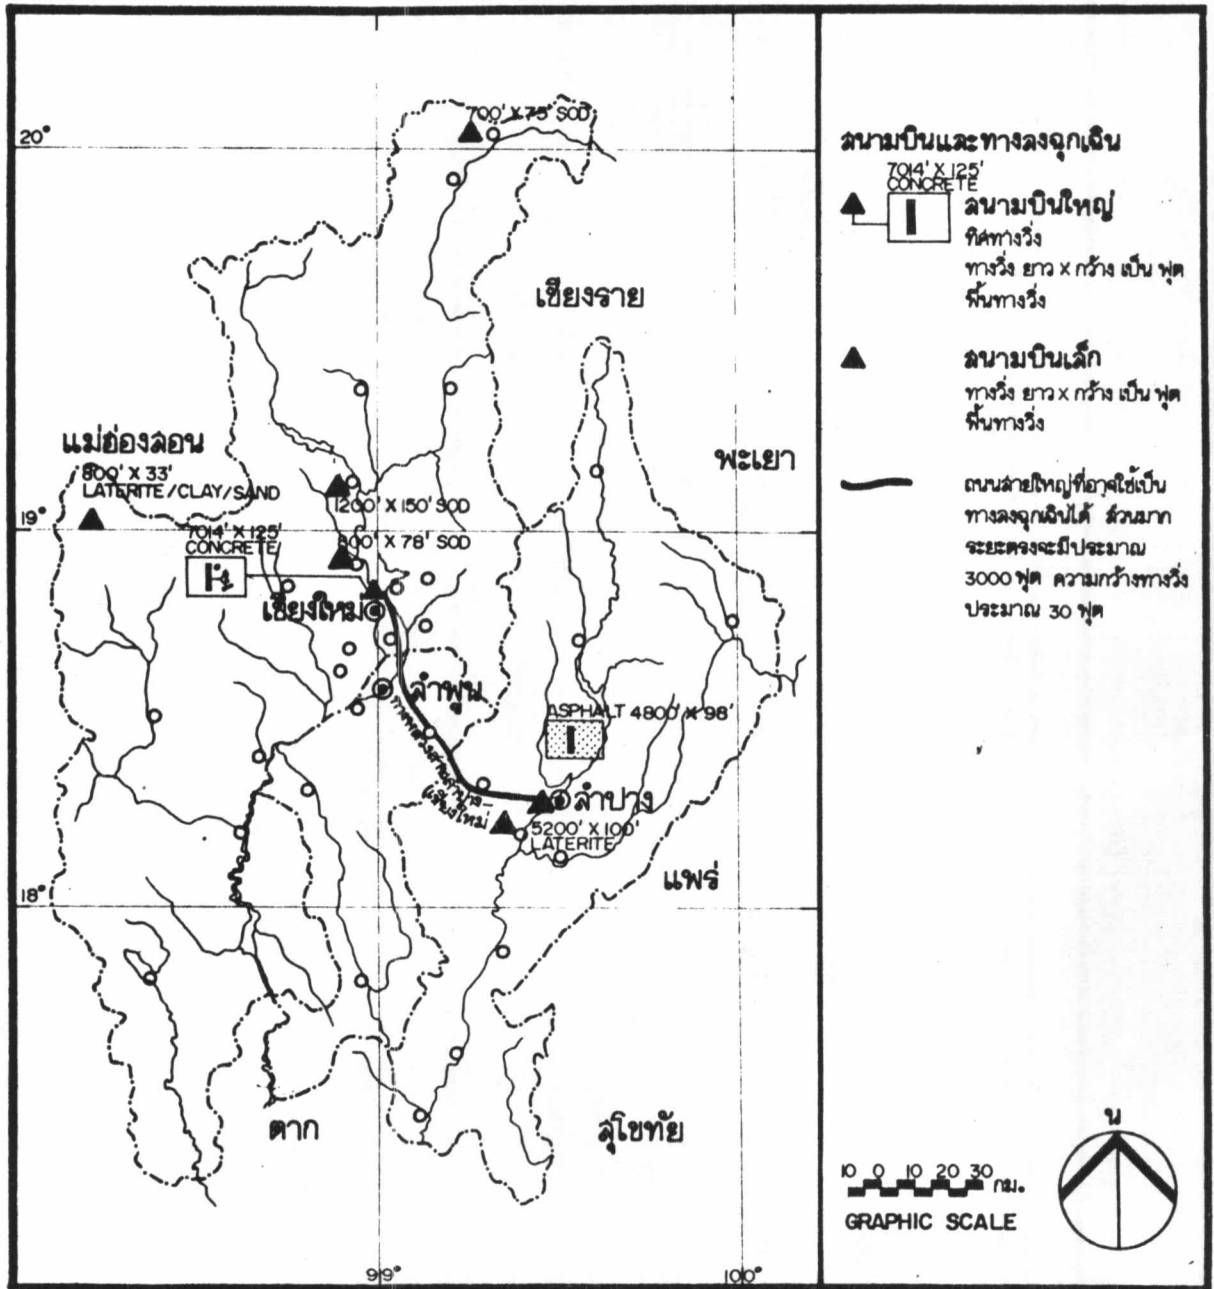 700' X 75' SOD
20°
เชียงราย
แม่ฮ่องสอน
800' X 33'
LATERITE/CLAY/SAND
พะเยา
1200' X 150' SOD
19°
7014' X 125'
CONCRETE
800' X 78' SOD
เชียงใหม่
ลำพูน
ASPHALT 4800' X 98'
ลำปาง
เชียงใหม่
5200' X 100'
LATERITE
แพร่
18°
ตาก
สุโขทัย
99°
100°
สนามบินและทางลงฉุกเฉิน
7014' X 125'
CONCRETE
สนามบินใหญ่
ทิศทางวิ่ง
ทางวิ่ง ยาว x กว้าง เป็น ฟุต
พื้นทางวิ่ง
สนามบินเล็ก
ทางวิ่ง ยาว x กว้าง เป็น ฟุต
พื้นทางวิ่ง
ถนนสายใหญ่ที่อาจใช้เป็น
ทางลงฉุกเฉินได้ ส่วนมาก
ระยะตรงจะมีประมาณ
3000 ฟุต ความกว้างทางวิ่ง
ประมาณ 30 ฟุต
น
10 0 10 20 30 กม.
GRAPHIC SCALE